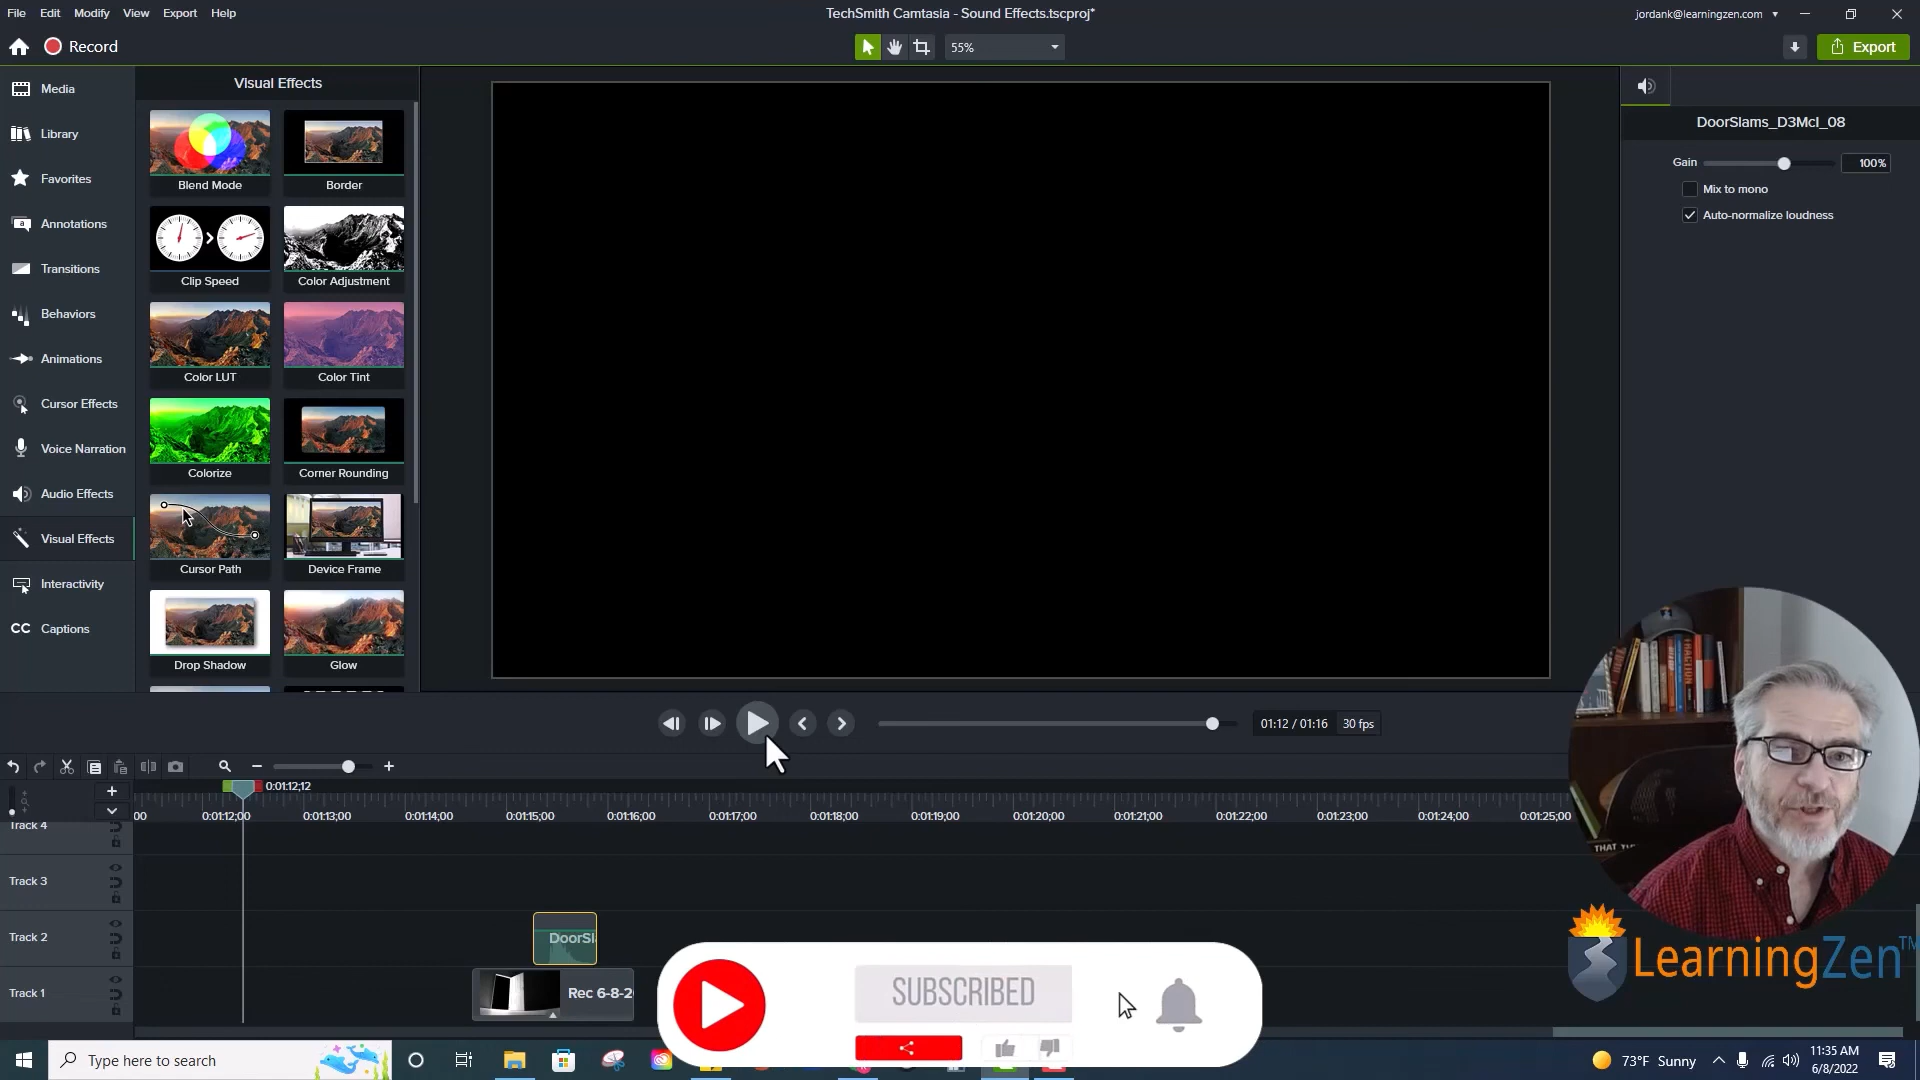 File Edit Modify View Export Help
TechSmith Camtasia - Sound Effects.tscproj*
jordank@learningzen.com
Record
55%
Export
Media
Library
Favorites
Annotations
Transitions
Behaviors
Animations
Cursor Effects
Voice Narration
Audio Effects
Visual Effects
Interactivity
CC Captions
Visual Effects
Blend Mode
Border
Clip Speed
Color Adjustment
Color LUT
Color Tint
Colorize
Corner Rounding
Cursor Path
Device Frame
Drop Shadow
Glow
DoorSlams_D3McI_08
Gain 100%
Mix to mono
Auto-normalize loudness
01:12 / 01:16 30 fps
0:01:12;12
00 0:01:12;00 0:01:13;00 0:01:14;00 0:01:15;00 0:01:16;00 0:01:17;00 0:01:18;00 0:01:19;00 0:01:20;00 0:01:21;00 0:01:22;00 0:01:23;00 0:01:24;00 0:01:25;00
Track 4
Track 3
Track 2
DoorSl
Track 1
Rec 6-8-2
SUBSCRIBED
LearningZen™
Type here to search
73°F Sunny
11:35 AM
6/8/2022